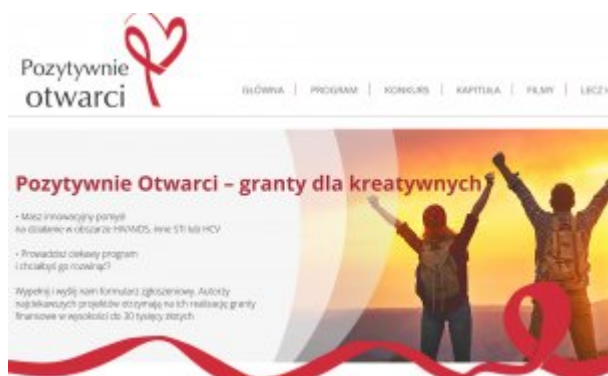 Pozytywnie
otwarci
GŁÓWNA | PROGRAM | KONKURS | KAPITUŁA | FILMY | LECZ
Pozytywnie Otwarci – granty dla kreatywnych
• Masz innowacyjny pomysł
na działanie w obszarze HIV/AIDS, inne STI lub HCV
• Prowadzisz ciekawy program
i chciałbyś go rozwinąć?
Wypełnij i wyślij nam formularz zgłoszeniowy. Autorzy
najciekawszych projektów otrzymają na ich realizację granty
finansowe w wysokości do 30 tysięcy złotych